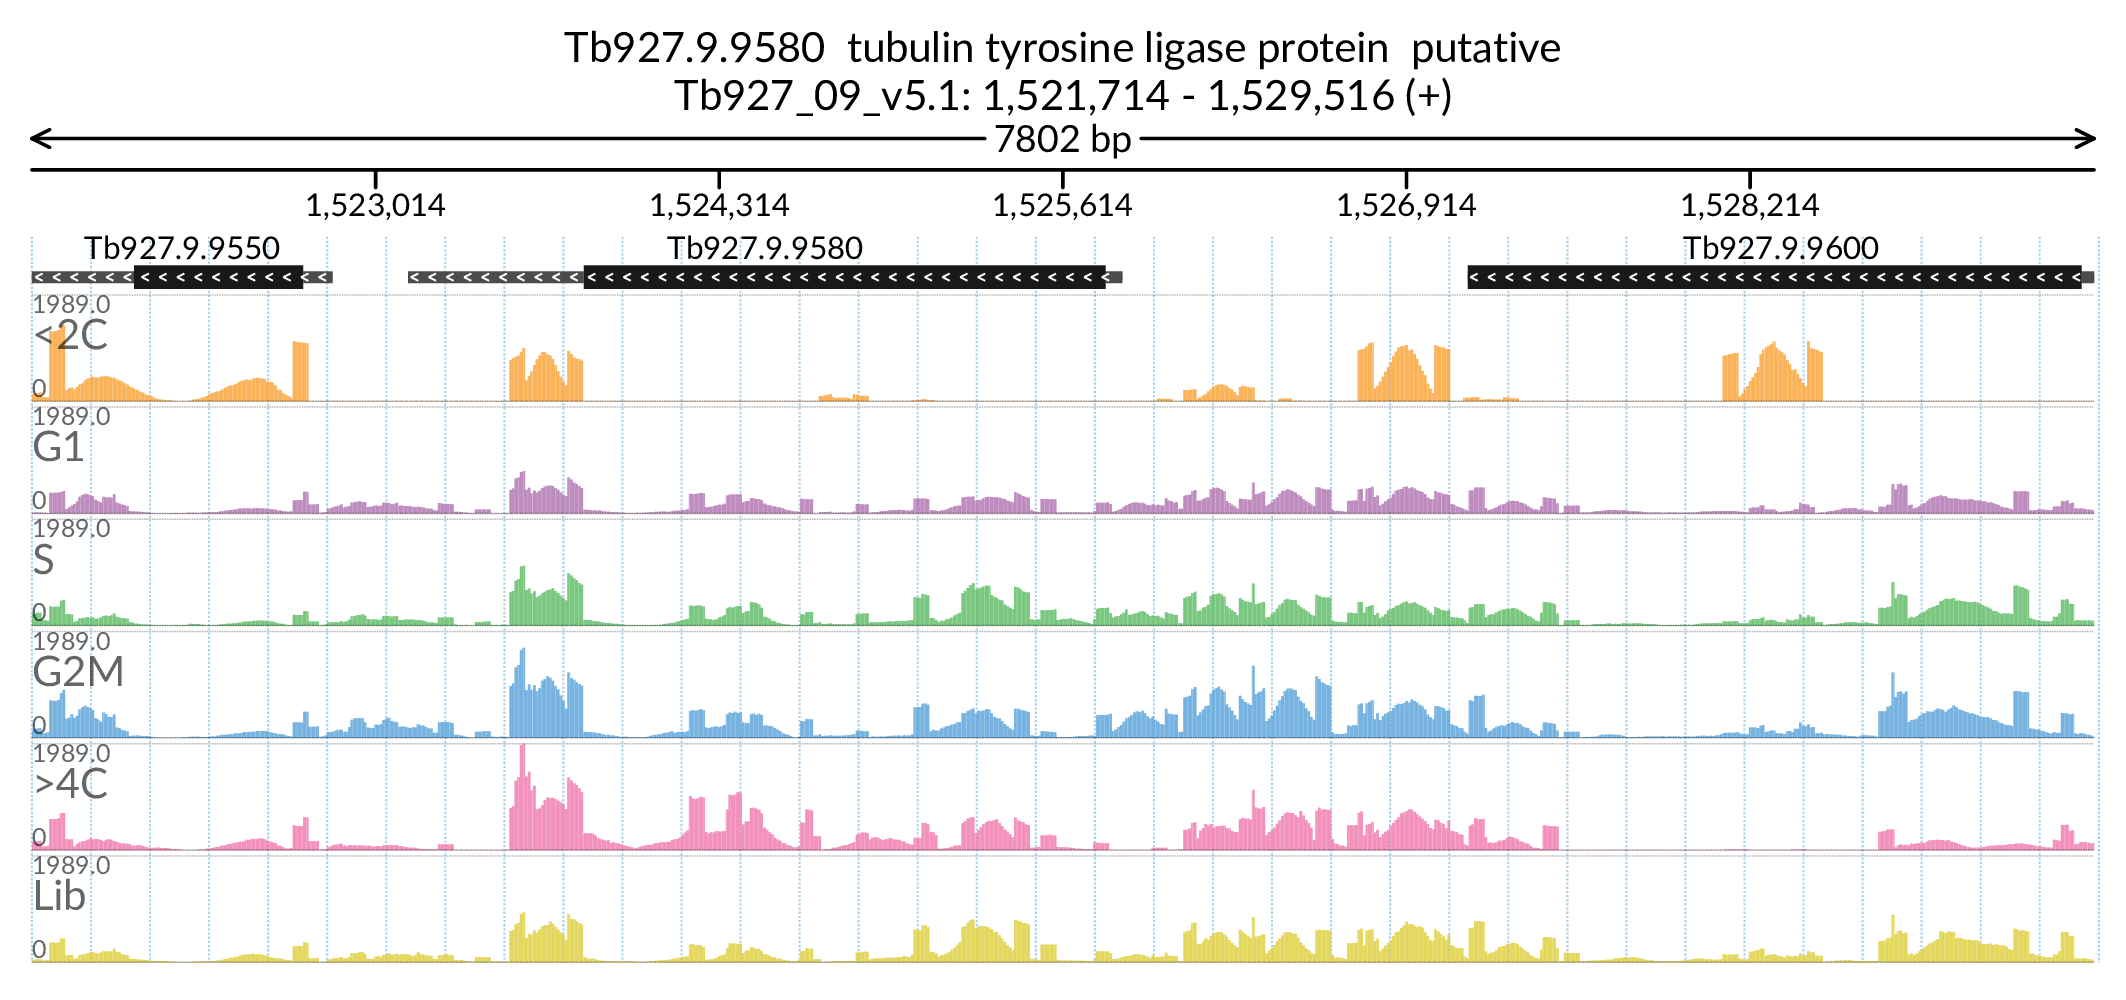 Tb927.9.9580 tubulin tyrosine ligase protein putative
Tb927_09_v5.1: 1,521,714 - 1,529,516 (+)
7802 bp
1,523,014 1,524,314 1,525,614 1,526,914 1,528,214
Tb927.9.9550 Tb927.9.9580 Tb927.9.9600
1989.0
<2C
0
1989.0
G1
0
1989.0
S
0
1989.0
G2M
0
1989.0
>4C
0
1989.0
Lib
0